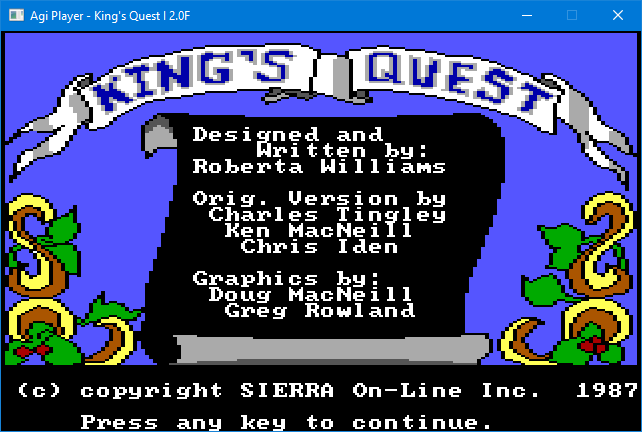 Agi Player - King's Quest I 2.0F
KING'S QUEST
Designed and
Written by:
Roberta Williams
Orig. Version by
Charles Tingley
Ken MacNeill
Chris Iden
Graphics by:
Doug MacNeill
Greg Rowland
(c) copyright SIERRA On-Line Inc. 1987
Press any key to continue.